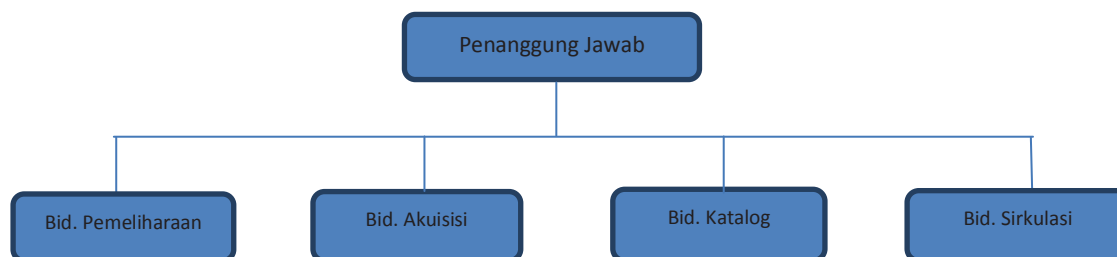 Penanggung Jawab
Bid. Pemeliharaan
Bid. Akuisisi
Bid. Katalog
Bid. Sirkulasi